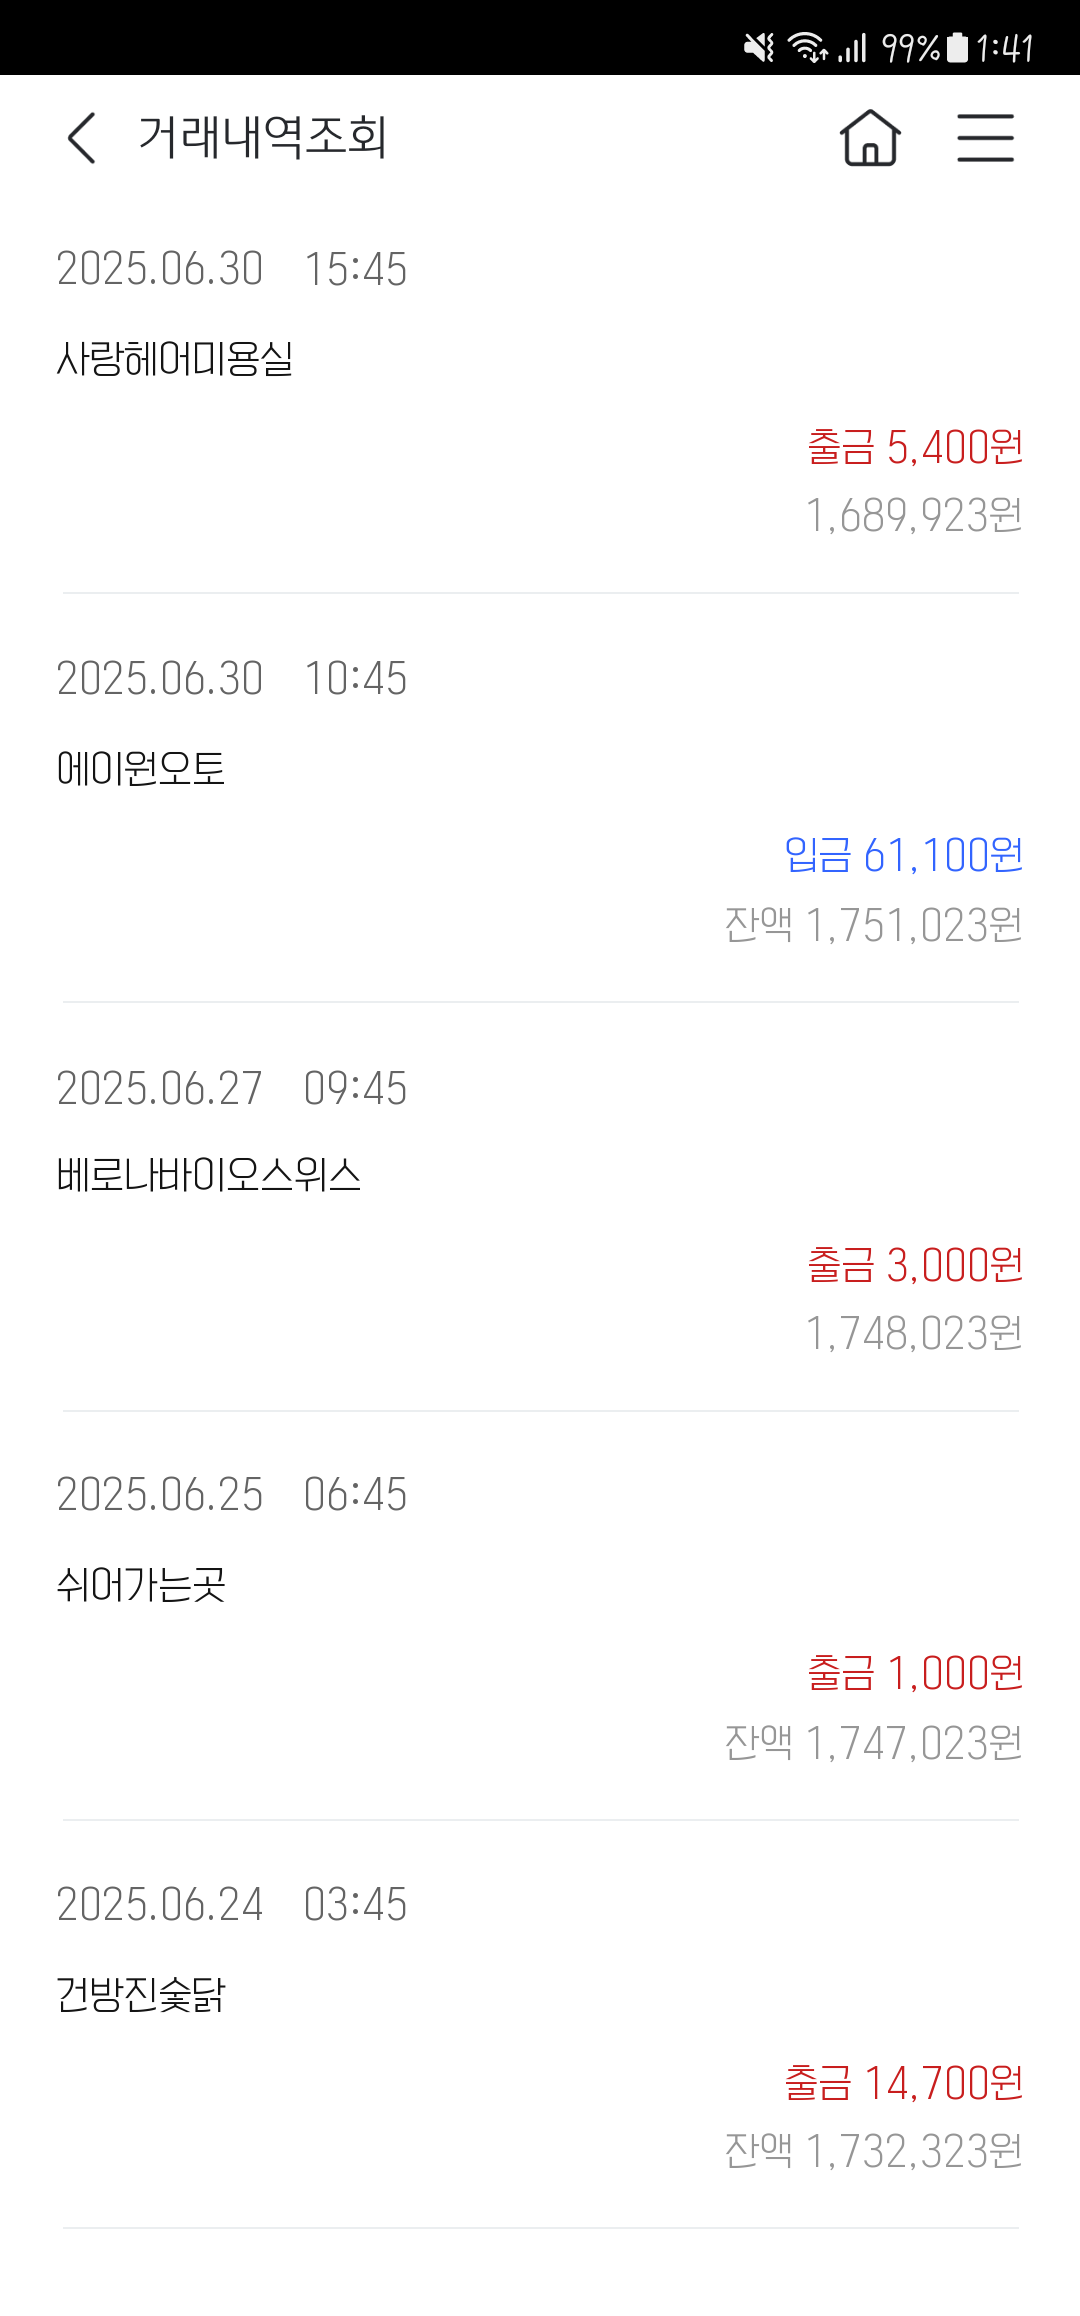 99% 1:41
거래내역조회
2025.06.30 15:45
사랑헤어미용실
출금 5,400원
1,689,923원
2025.06.30 10:45
에이원오토
입금 61,100원
잔액 1,751,023원
2025.06.27 09:45
베로나바이오스위스
출금 3,000원
1,748,023원
2025.06.25 06:45
쉬어가는곳
출금 1,000원
잔액 1,747,023원
2025.06.24 03:45
건방진숯닭
출금 14,700원
잔액 1,732,323원